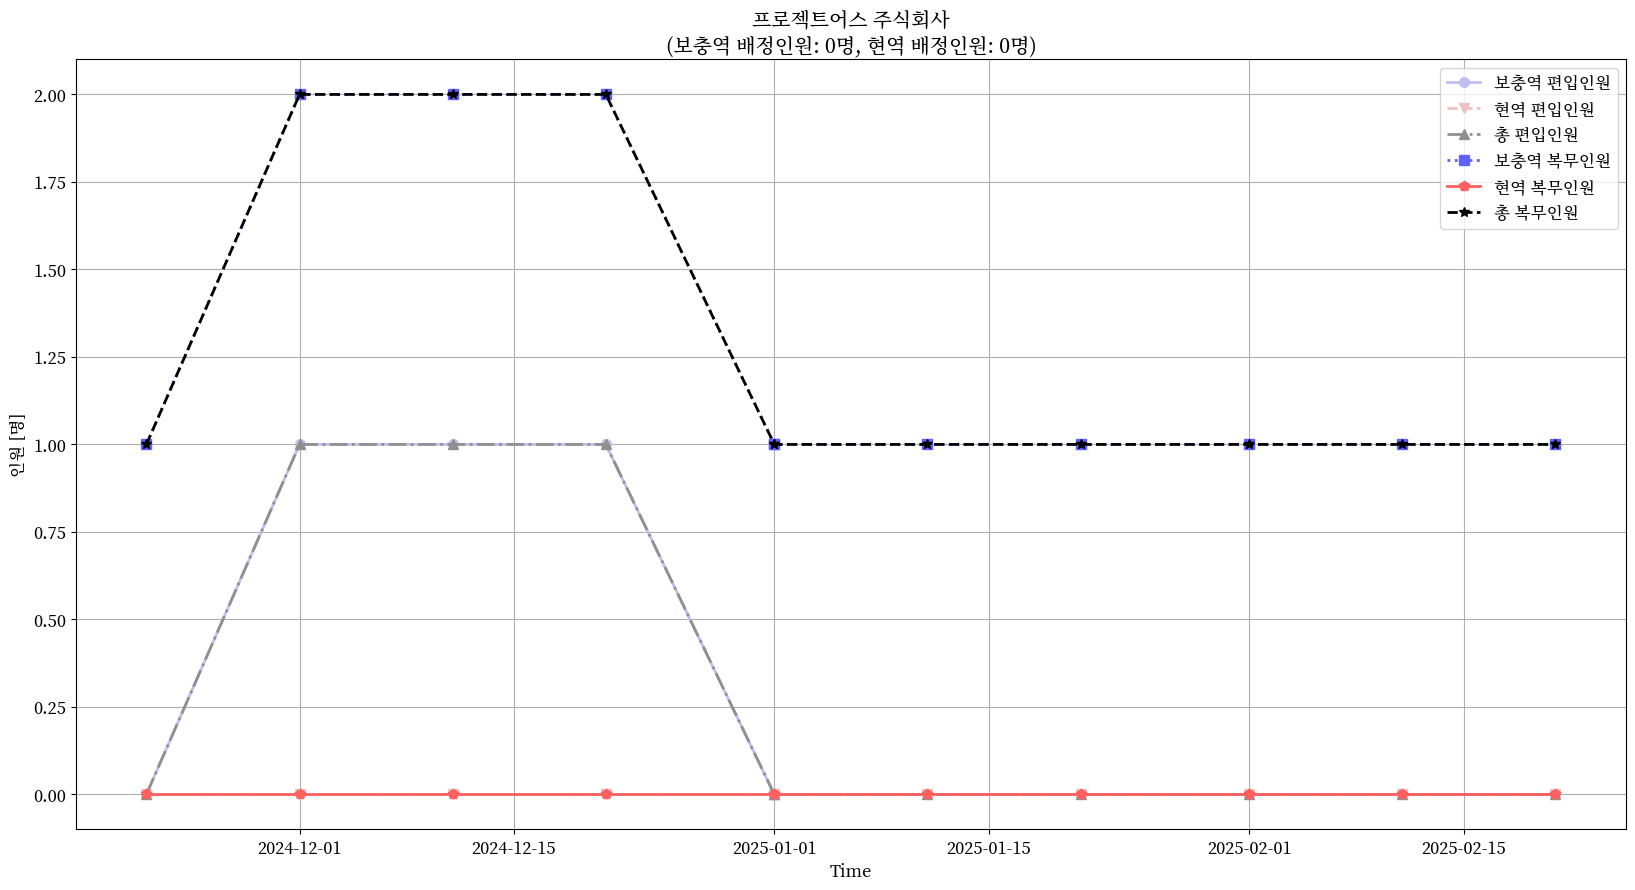 프로젝트어스 주식회사
(보충역 배정인원: 0명, 현역 배정인원: 0명)
보충역 편입인원
현역 편입인원
총 편입인원
보충역 복무인원
현역 복무인원
총 복무인원
인원 [명]
2.00
1.75
1.50
1.25
1.00
0.75
0.50
0.25
0.00
2024-12-01
2024-12-15
2025-01-01
2025-01-15
2025-02-01
2025-02-15
Time